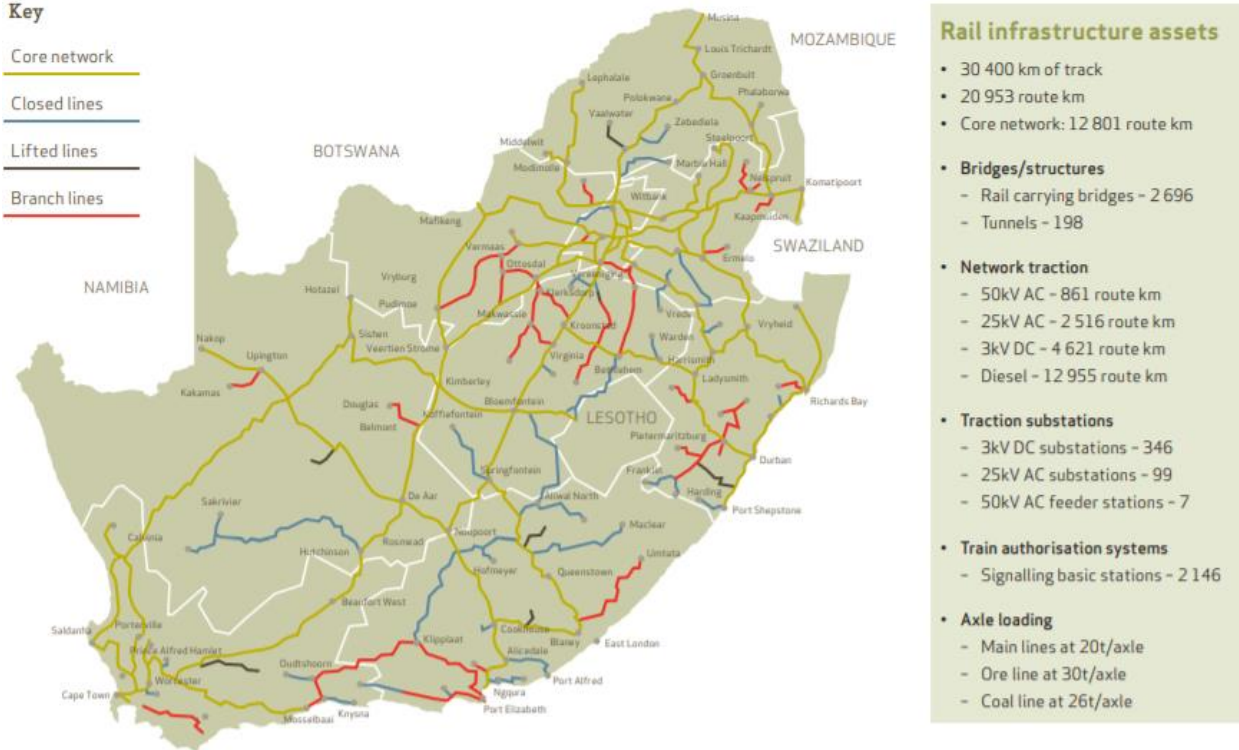 Key
Core network
Closed lines
Lifted lines
Branch lines
Musina
MOZAMBIQUE
Louis Trichardt
Groenbult
Lephalale
Phalaborwa
Polokwane
Vaalwater
Zebediela
Steelpoort
BOTSWANA
Middelwit
Marble Hall
Modimolle
Nelspruit
Komatipoort
Witbank
Kaapmuiden
Mafikeng
SWAZILAND
Vermaas
Ermelo
Ottosdal
Vereeniging
NAMIBIA
Vryburg
Hotazel
Klerksdorp
Pudimoe
Makwassie
Vrede
Kroonstad
Vryheid
Sishen
Warden
Nakop
Veertien Strome
Virginia
Harrismith
Upington
Bethlehem
Ladysmith
Kimberley
Kakamas
Richards Bay
Douglas
Bloemfontein
Koffiefontein
LESOTHO
Belmont
Pietermaritzburg
Durban
Springfontein
Franklin
Harding
De Aar
Aliwal North
Port Shepstone
Sakrivier
Maclear
Calvinia
Noupoort
Rosmead
Hutchinson
Umtata
Hofmeyer
Queenstown
Beaufort West
Saldanha
Porterville
Cookhouse
Klipplaat
Blaney
East London
Prince Alfred Hamlet
Alicedale
Oudtshoorn
Worcester
Port Alfred
Cape Town
Ngqura
Knysna
Mosselbaai
Port Elizabeth
Rail infrastructure assets
• 30 400 km of track
• 20 953 route km
• Core network: 12 801 route km
• Bridges/structures
– Rail carrying bridges – 2 696
– Tunnels – 198
• Network traction
– 50kV AC – 861 route km
– 25kV AC – 2 516 route km
– 3kV DC – 4 621 route km
– Diesel – 12 955 route km
• Traction substations
– 3kV DC substations – 346
– 25kV AC substations – 99
– 50kV AC feeder stations – 7
• Train authorisation systems
– Signalling basic stations – 2 146
• Axle loading
– Main lines at 20t/axle
– Ore line at 30t/axle
– Coal line at 26t/axle